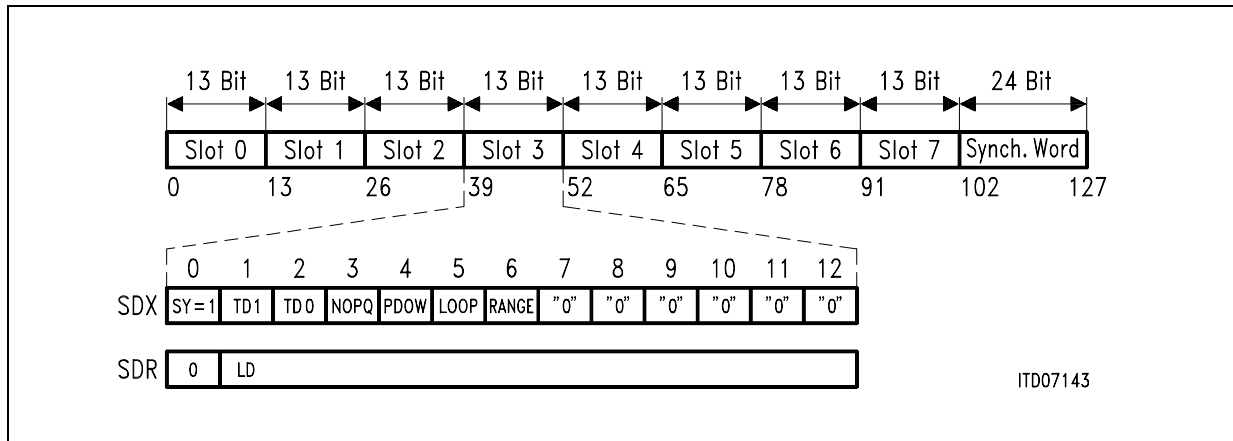 13 Bit 13 Bit 13 Bit 13 Bit 13 Bit 13 Bit 13 Bit 13 Bit 24 Bit
Slot 0 Slot 1 Slot 2 Slot 3 Slot 4 Slot 5 Slot 6 Slot 7 Synch. Word
0 13 26 39 52 65 78 91 102 127
0 1 2 3 4 5 6 7 8 9 10 11 12
SDX SY=1 TD1 TD0 NOPQ PDOW LOOP RANGE "0" "0" "0" "0" "0" "0"
SDR 0 LD
ITD07143